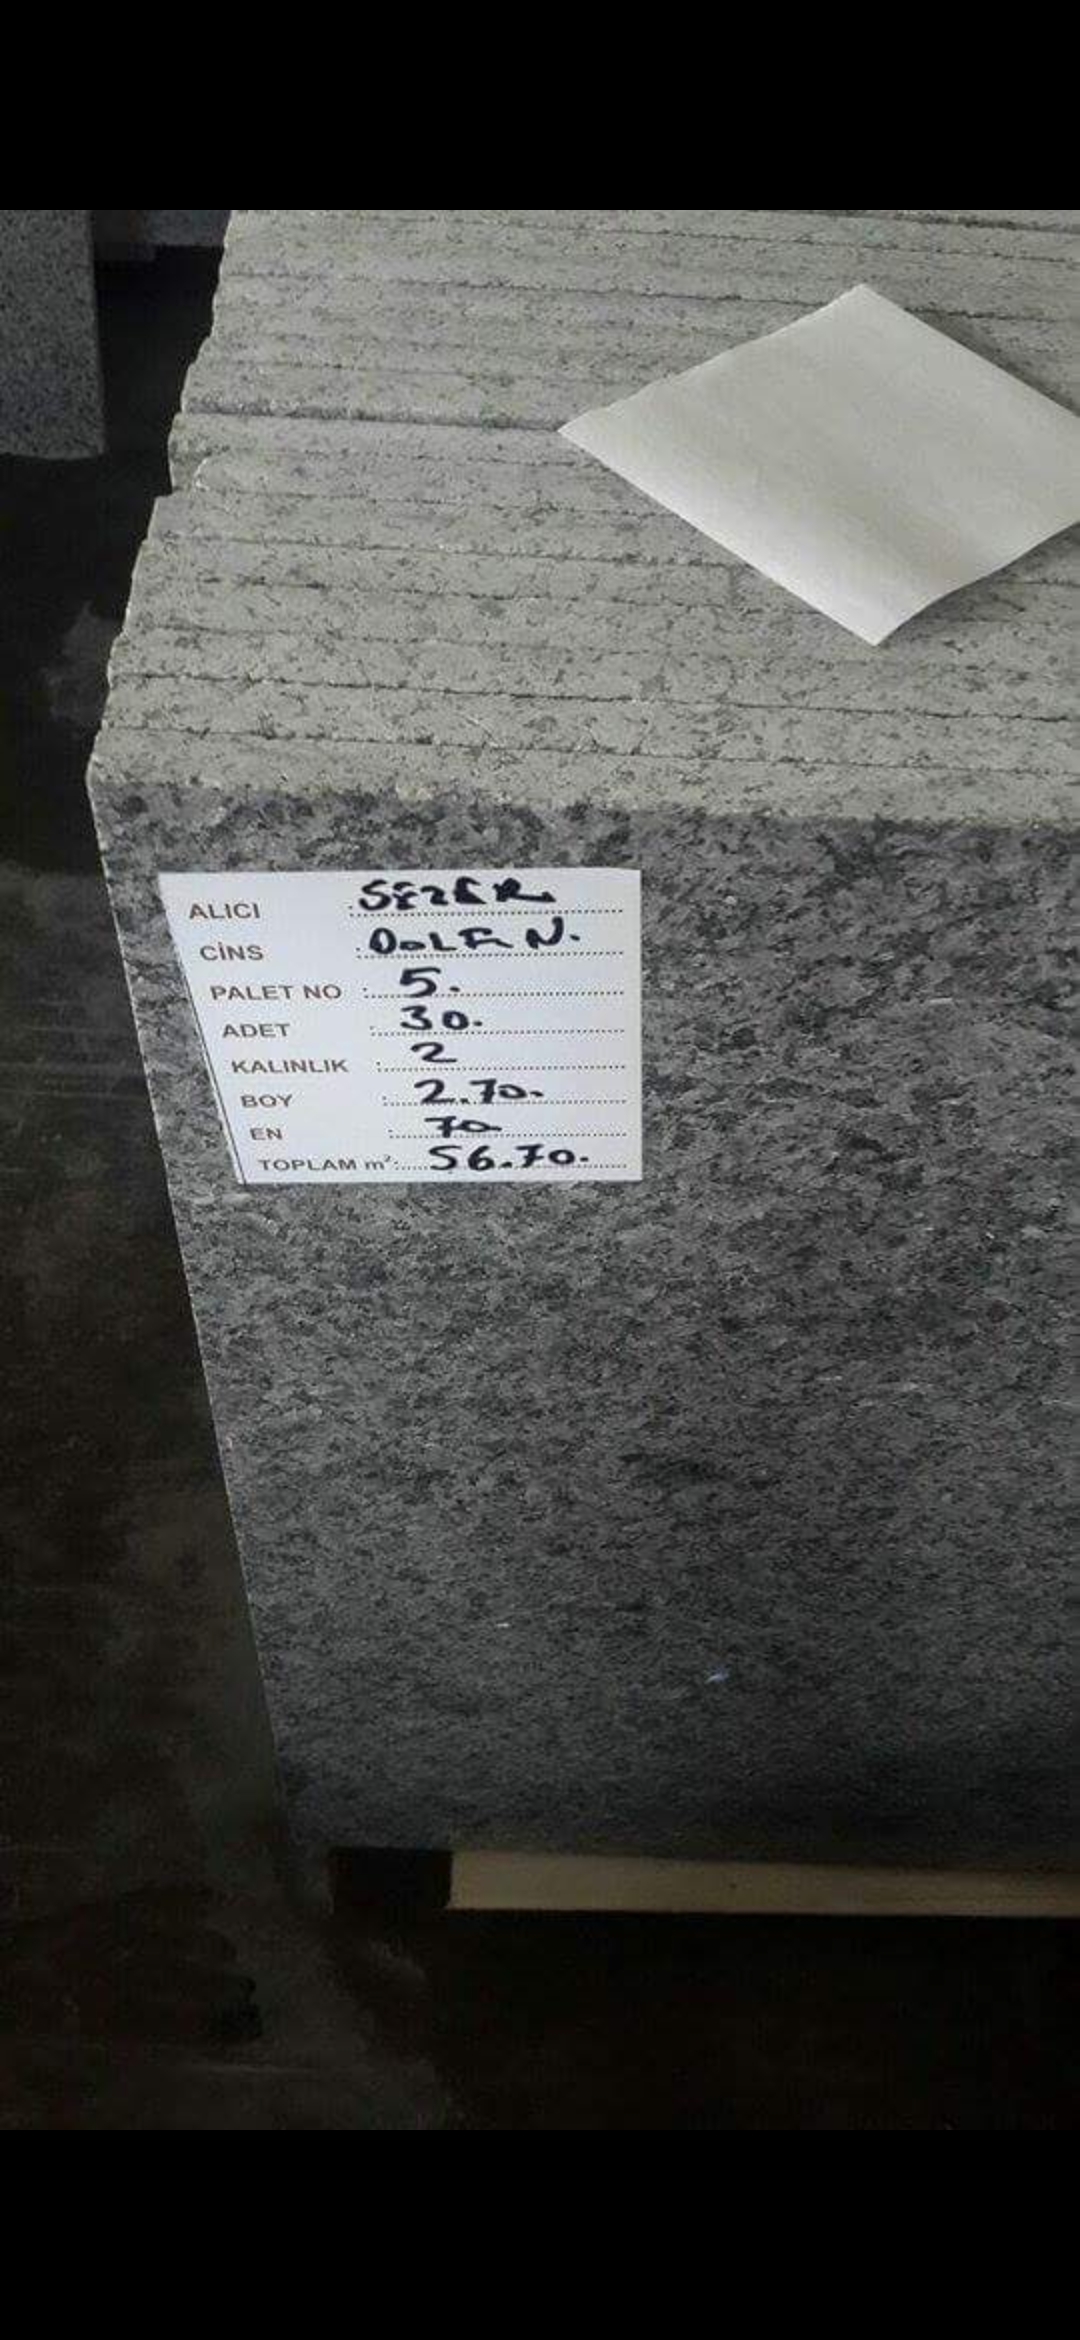 ALICI : SEZER
CİNS : DOLFİN.
PALET NO : 5.
ADET : 30.
KALINLIK : 2
BOY : 2.70.
EN : 70
TOPLAM m²: 56.70.